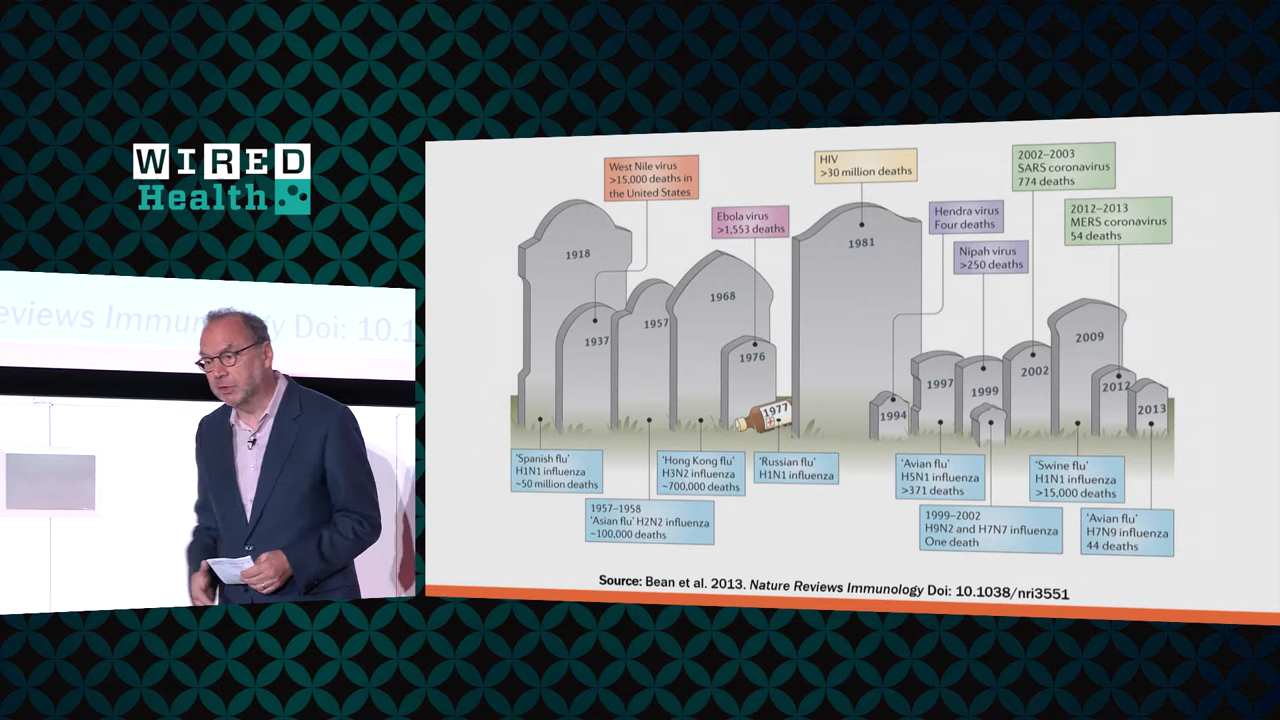 WIRED
Health
eviews Immunology Doi: 10.1
West Nile virus
>15,000 deaths in
the United States
HIV
>30 million deaths
2002–2003
SARS coronavirus
774 deaths
Ebola virus
>1,553 deaths
Hendra virus
Four deaths
2012–2013
MERS coronavirus
54 deaths
Nipah virus
>250 deaths
1918
1937
1957
1968
1976
1977
1981
1994
1997
1999
2002
2009
2012
2013
'Spanish flu'
H1N1 influenza
~50 million deaths
1957–1958
'Asian flu' H2N2 influenza
~100,000 deaths
'Hong Kong flu'
H3N2 influenza
~700,000 deaths
'Russian flu'
H1N1 influenza
'Avian flu'
H5N1 influenza
>371 deaths
1999–2002
H9N2 and H7N7 influenza
One death
'Swine flu'
H1N1 influenza
>15,000 deaths
'Avian flu'
H7N9 influenza
44 deaths
Source: Bean et al. 2013. Nature Reviews Immunology Doi: 10.1038/nri3551